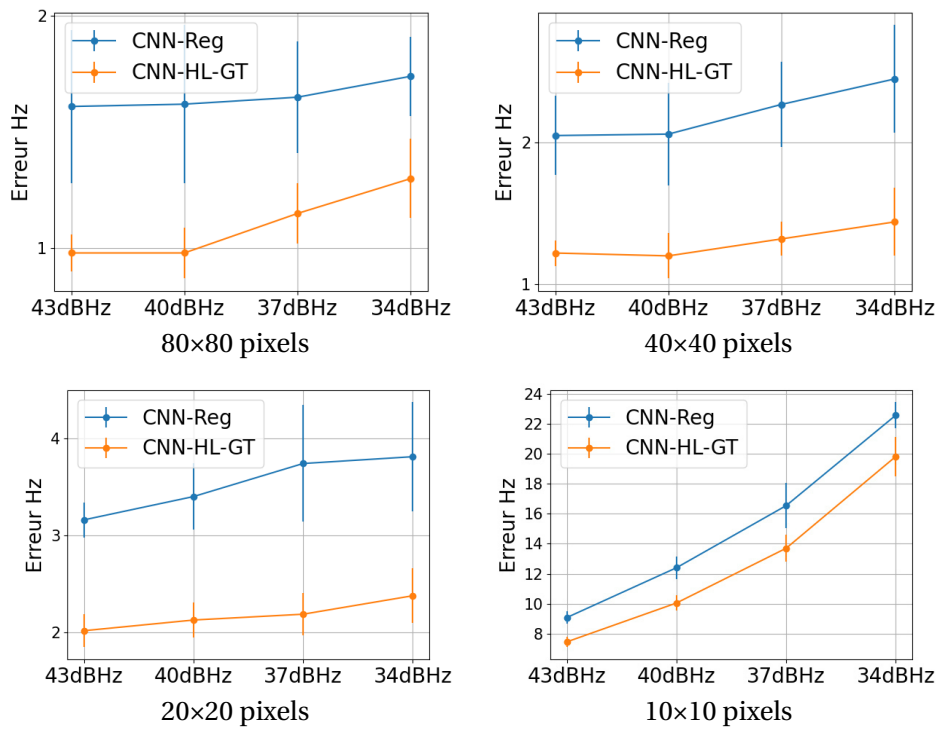 2
1
Erreur Hz
CNN-Reg
CNN-HL-GT
43dBHz 40dBHz 37dBHz 34dBHz
80×80 pixels
2
1
Erreur Hz
CNN-Reg
CNN-HL-GT
43dBHz 40dBHz 37dBHz 34dBHz
40×40 pixels
4
3
2
Erreur Hz
CNN-Reg
CNN-HL-GT
43dBHz 40dBHz 37dBHz 34dBHz
20×20 pixels
24
22
20
18
16
14
12
10
8
Erreur Hz
CNN-Reg
CNN-HL-GT
43dBHz 40dBHz 37dBHz 34dBHz
10×10 pixels